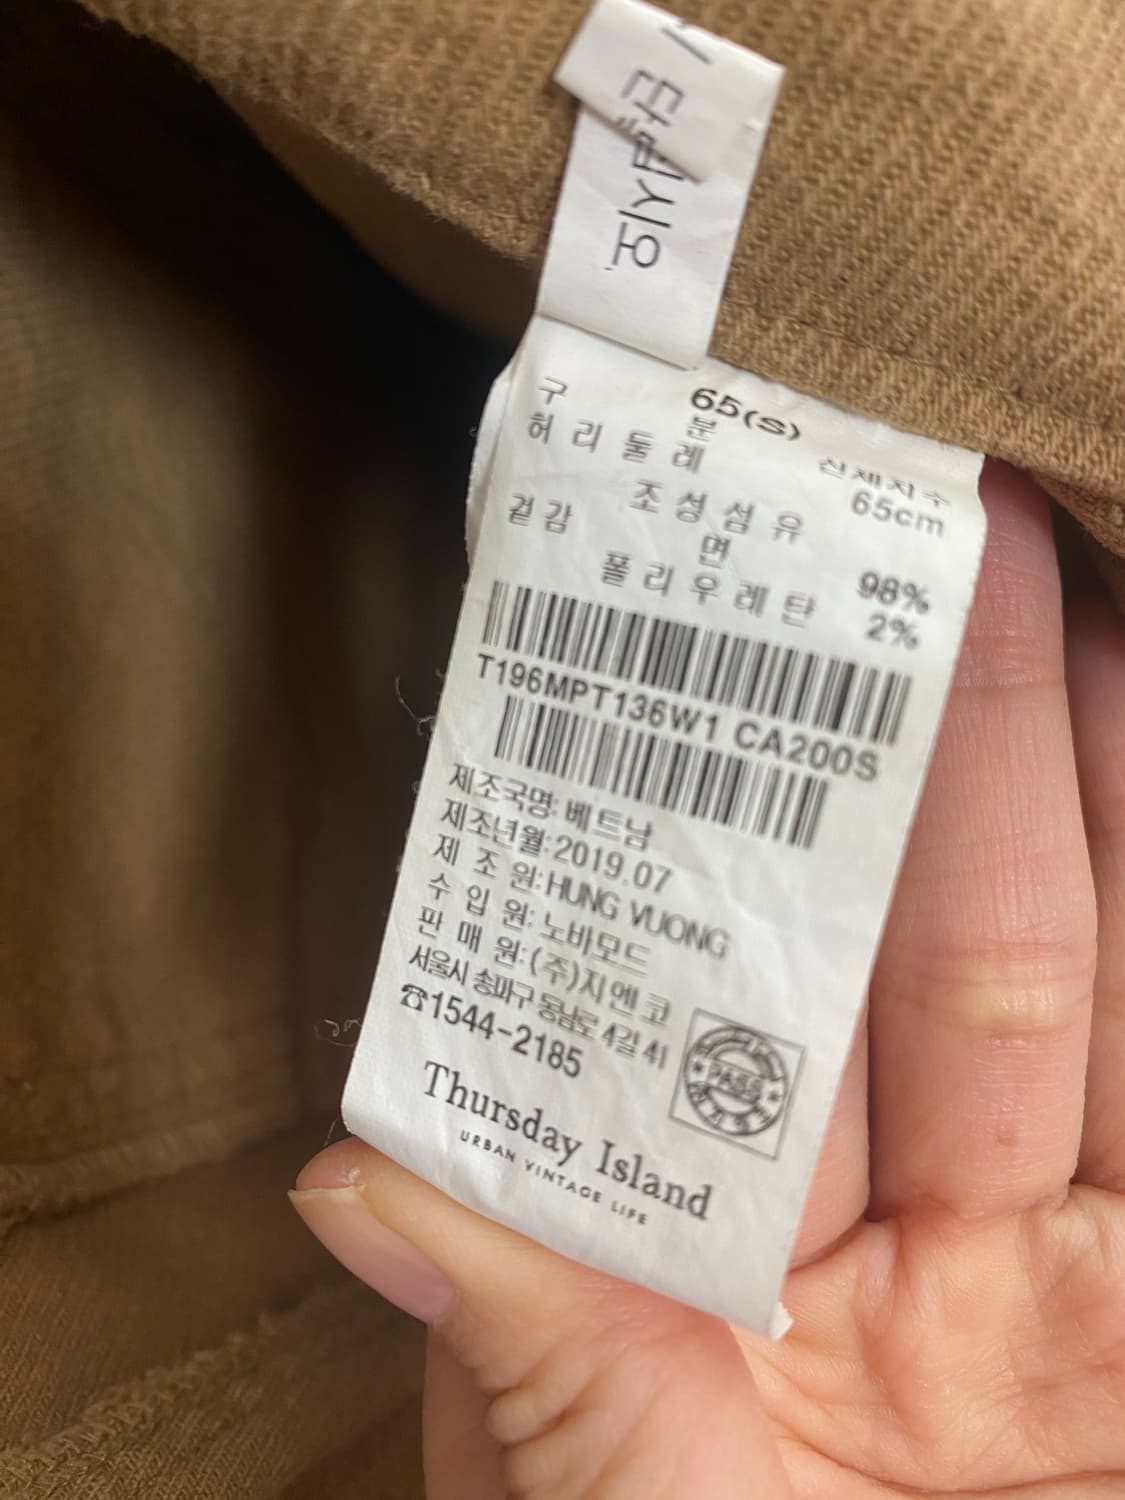 65(S)
구 분 신체치수
허리둘레 65cm
조성섬유
겉감 면 98%
폴리우레탄 2%
T196MPT136W1 CA200S
제조국명: 베트남
제조년월: 2019.07
제 조 원: HUNG VUONG
수 입 원: 노바모드
판 매 원: (주)지엔코
서울시 송파구 동남로 4길 41
☎1544-2185
PASS
Thursday Island
URBAN VINTAGE LIFE